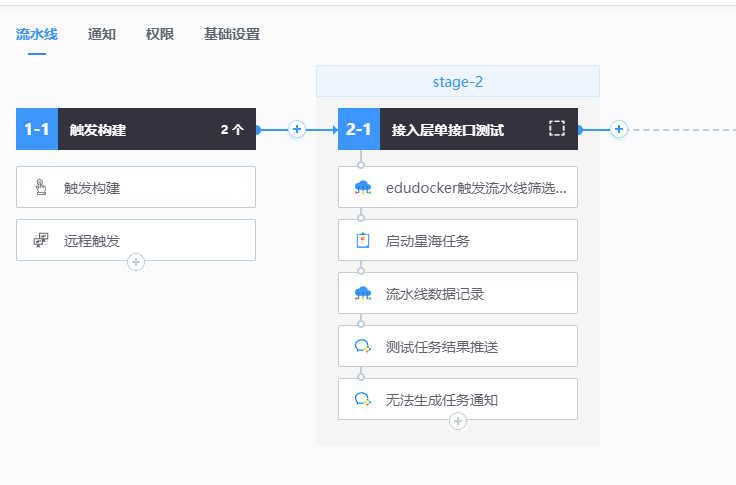 流水线 通知 权限 基础设置
stage-2
1-1 触发构建 2 个
触发构建
远程触发
2-1 接入层单接口测试
edudocker触发流水线筛选...
启动星海任务
流水线数据记录
测试任务结果推送
无法生成任务通知